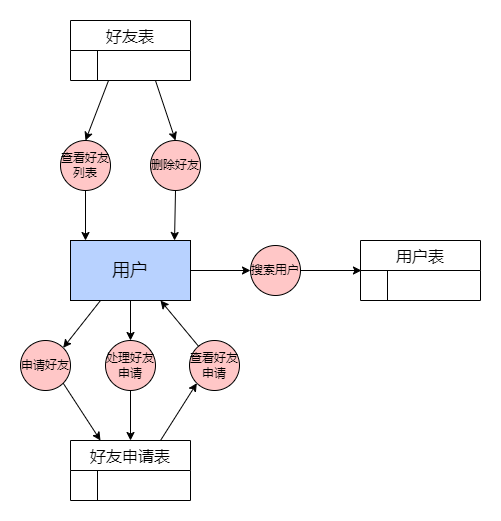 好友表
查看好友
列表
删除好友
用户
搜索用户
用户表
申请好友
处理好友
申请
查看好友
申请
好友申请表